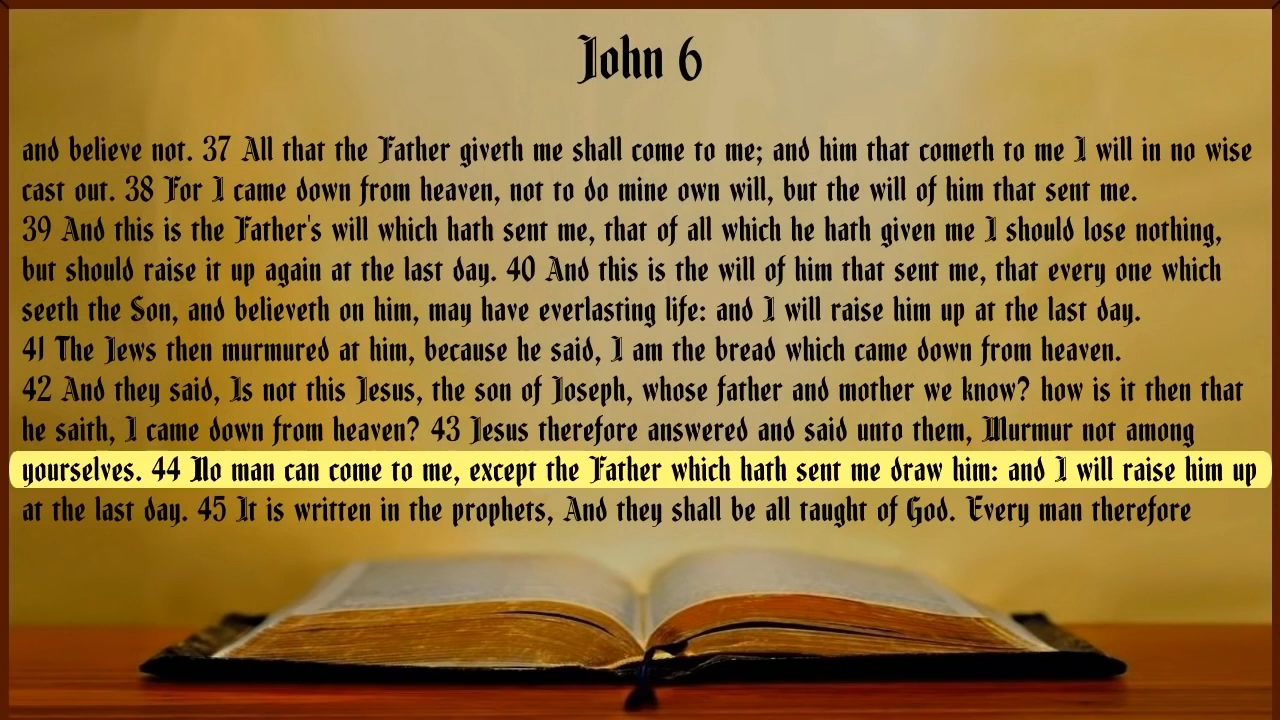 John 6
and believe not. 37 All that the Father giveth me shall come to me; and him that cometh to me I will in no wise
cast out. 38 For I came down from heaven, not to do mine own will, but the will of him that sent me.
39 And this is the Father's will which hath sent me, that of all which he hath given me I should lose nothing,
but should raise it up again at the last day. 40 And this is the will of him that sent me, that every one which
seeth the Son, and believeth on him, may have everlasting life: and I will raise him up at the last day.
41 The Jews then murmured at him, because he said, I am the bread which came down from heaven.
42 And they said, Is not this Jesus, the son of Joseph, whose father and mother we know? how is it then that
he saith, I came down from heaven? 43 Jesus therefore answered and said unto them, Murmur not among
yourselves. 44 No man can come to me, except the Father which hath sent me draw him: and I will raise him up
at the last day. 45 It is written in the prophets, And they shall be all taught of God. Every man therefore